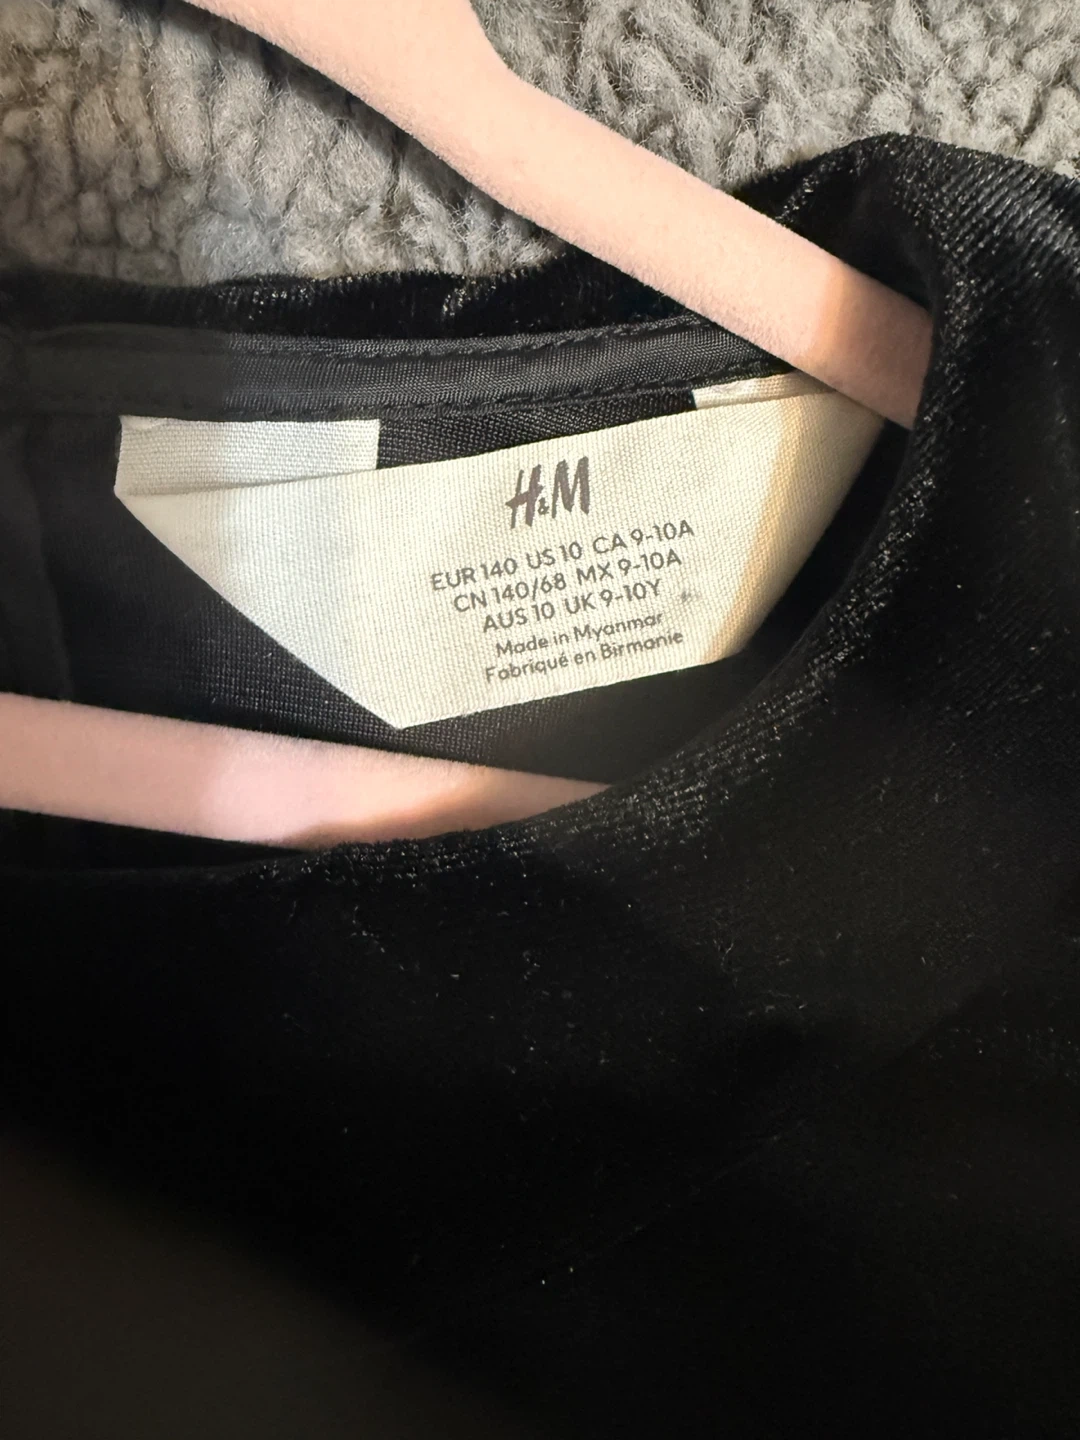 H&M
EUR 140 US 10 CA 9-10A
CN 140/68 MX 9-10A
AUS 10 UK 9-10Y
Made in Myanmar
Fabriqué en Birmanie